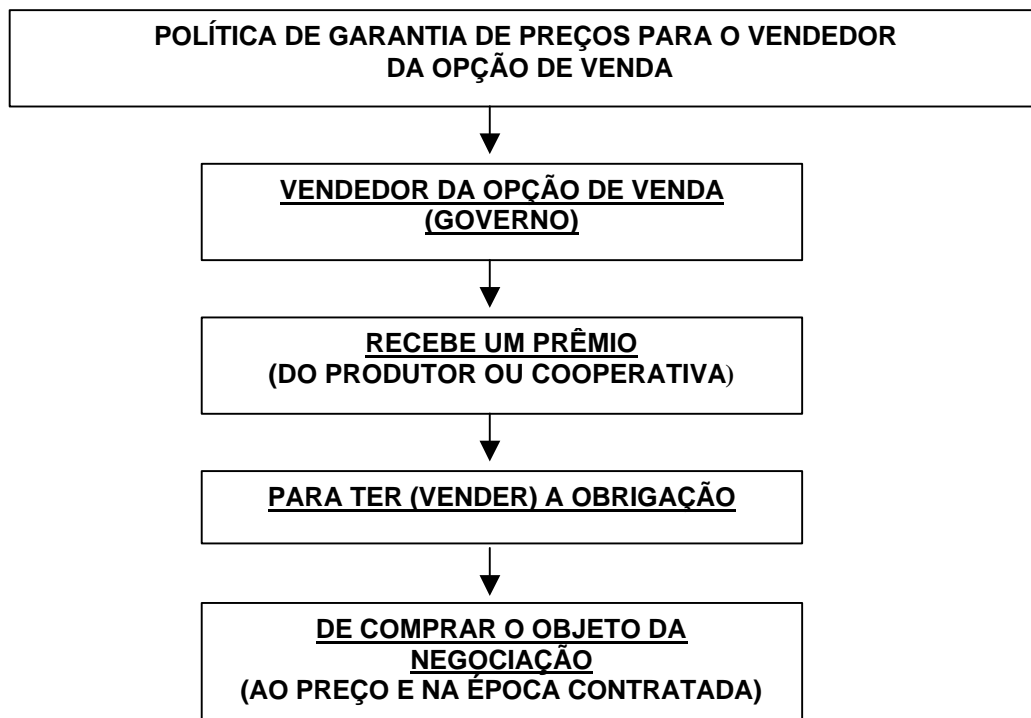 POLÍTICA DE GARANTIA DE PREÇOS PARA O VENDEDOR
DA OPÇÃO DE VENDA
VENDEDOR DA OPÇÃO DE VENDA
(GOVERNO)
RECEBE UM PRÊMIO
(DO PRODUTOR OU COOPERATIVA)
PARA TER (VENDER) A OBRIGAÇÃO
DE COMPRAR O OBJETO DA
NEGOCIAÇÃO
(AO PREÇO E NA ÉPOCA CONTRATADA)